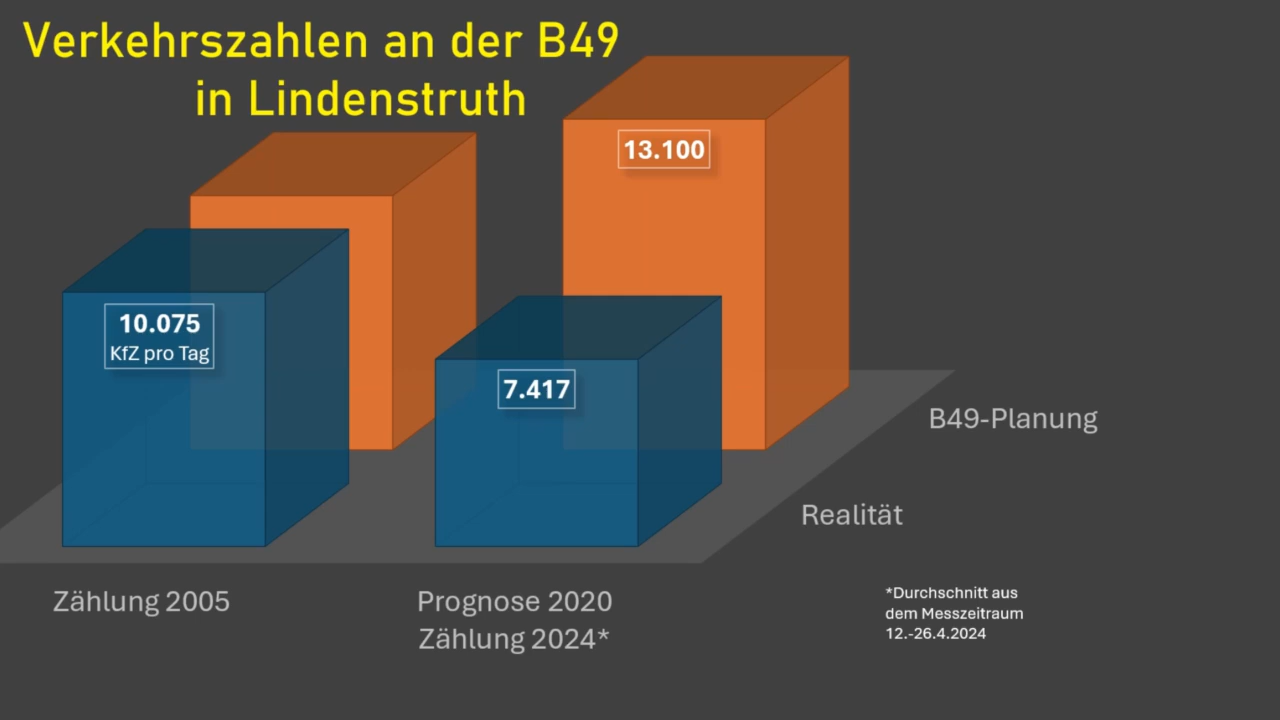 Verkehrszahlen an der B49
in Lindenstruth
13.100
10.075
KfZ pro Tag
7.417
B49-Planung
Realität
Zählung 2005
Prognose 2020
Zählung 2024*
*Durchschnitt aus
dem Messzeitraum
12.-26.4.2024